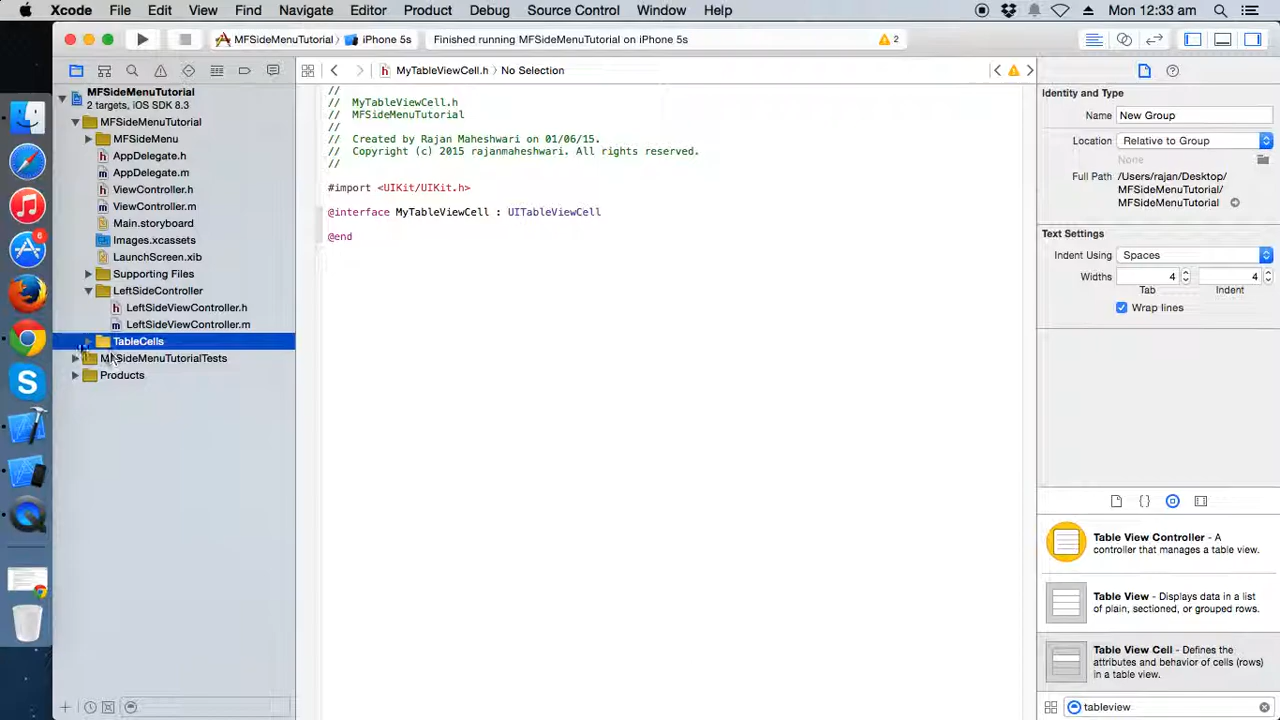 Xcode File Edit View Find Navigate Editor Product Debug Source Control Window Help Mon 12:33 am
MFSideMenuTutorial iPhone 5s Finished running MFSideMenuTutorial on iPhone 5s 2
MyTableViewCell.h No Selection
MFSideMenuTutorial
2 targets, iOS SDK 8.3
MFSideMenuTutorial
MFSideMenu
AppDelegate.h
AppDelegate.m
ViewController.h
ViewController.m
Main.storyboard
Images.xcassets
LaunchScreen.xib
Supporting Files
LeftSideController
LeftSideViewController.h
LeftSideViewController.m
TableCells
MFSideMenuTutorialTests
Products
//
// MyTableViewCell.h
// MFSideMenuTutorial
//
// Created by Rajan Maheshwari on 01/06/15.
// Copyright (c) 2015 rajanmaheshwari. All rights reserved.
//
#import <UIKit/UIKit.h>
@interface MyTableViewCell : UITableViewCell
@end
Identity and Type
Name New Group
Location Relative to Group
None
Full Path /Users/rajan/Desktop/
MFSideMenuTutorial/
MFSideMenuTutorial
Text Settings
Indent Using Spaces
Widths 4 4
Tab Indent
Wrap lines
Table View Controller - A
controller that manages a table view.
Table View - Displays data in a list
of plain, sectioned, or grouped rows.
Table View Cell - Defines the
attributes and behavior of cells (rows)
in a table view.
tableview